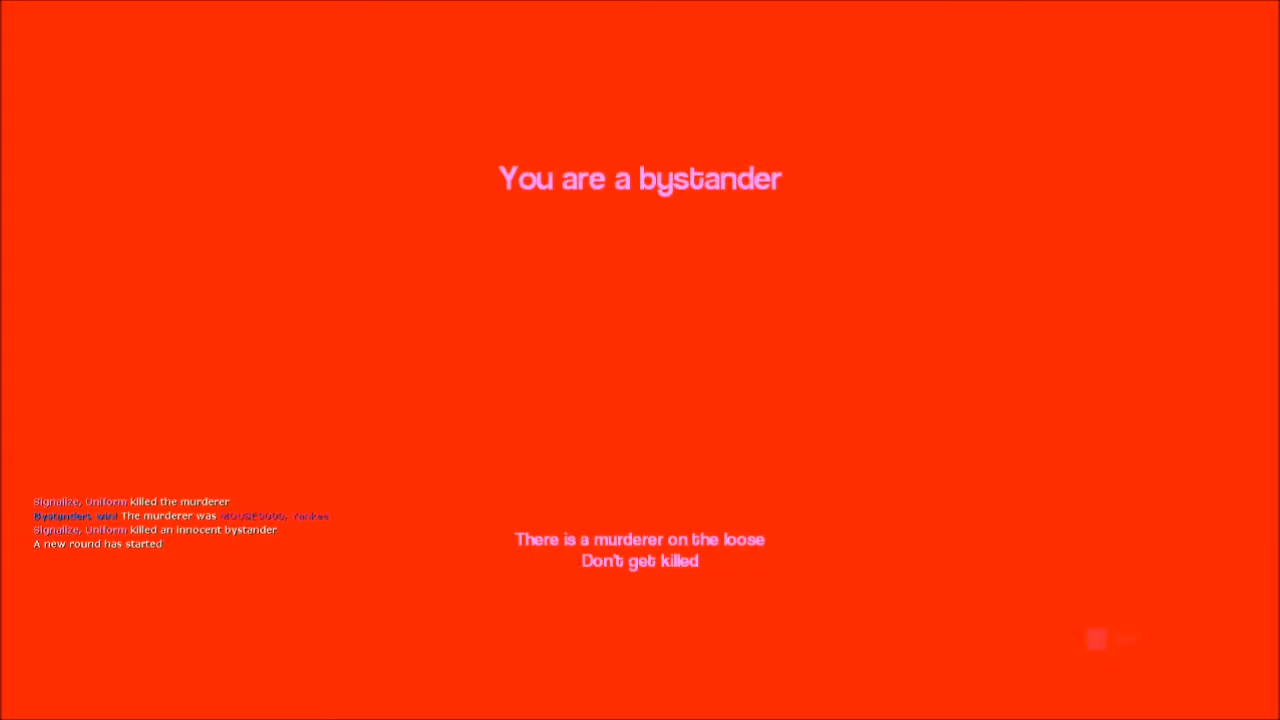 You are a bystander
Signalize, Uniform killed the murderer
Bystanders win! The murderer was
Signalize, Uniform killed an innocent bystander
A new round has started
There is a murderer on the loose
Don't get killed